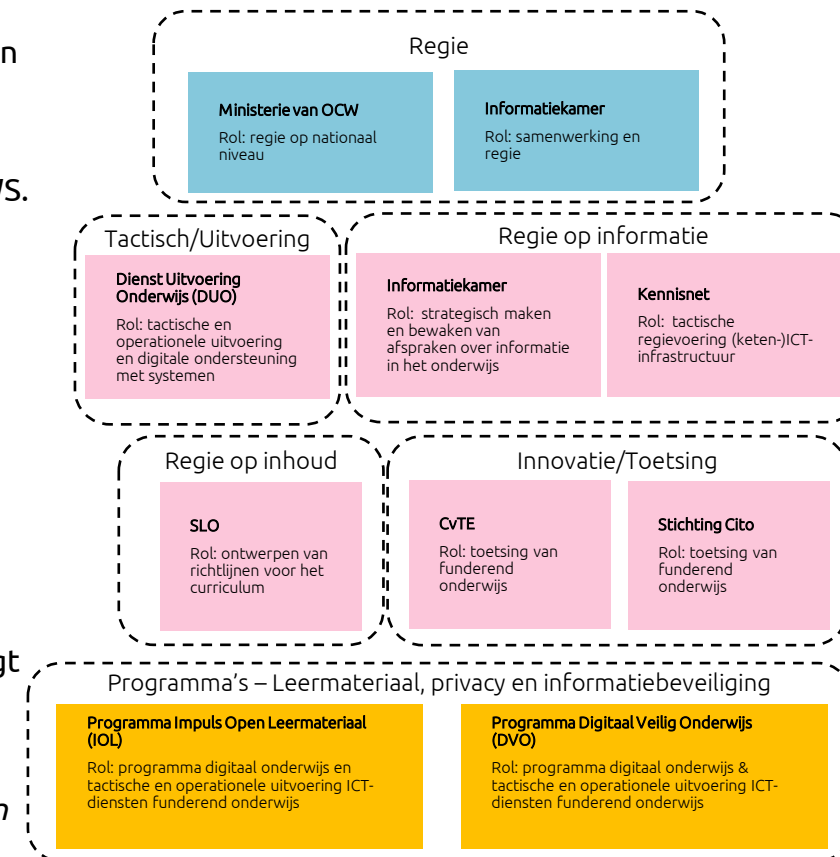 n
Regie
Ministerie van OCW
Rol: regie op nationaal
niveau
Informatiekamer
Rol: samenwerking en
regie
VS.
Tactisch/Uitvoering
Dienst Uitvoering
Onderwijs (DUO)
Rol: tactische en
operationele uitvoering
en digitale ondersteuning
met systemen
Regie op informatie
Informatiekamer
Rol: strategisch maken
en bewaken van
afspraken over informatie
in het onderwijs
Kennisnet
Rol: tactische
regievoering (keten-)ICT-
infrastructuur
Regie op inhoud
SLO
Rol: ontwerpen van
richtlijnen voor het
curriculum
Innovatie/Toetsing
CvTE
Rol: toetsing van
funderend
onderwijs
Stichting Cito
Rol: toetsing van
funderend
onderwijs
gt
Programma's – Leermateriaal, privacy en informatiebeveiliging
Programma Impuls Open Leermateriaal
(IOL)
Rol: programma digitaal onderwijs en
tactische en operationele uitvoering ICT-
diensten funderend onderwijs
Programma Digitaal Veilig Onderwijs
(DVO)
Rol: programma digitaal onderwijs &
tactische en operationele uitvoering ICT-
diensten funderend onderwijs
n